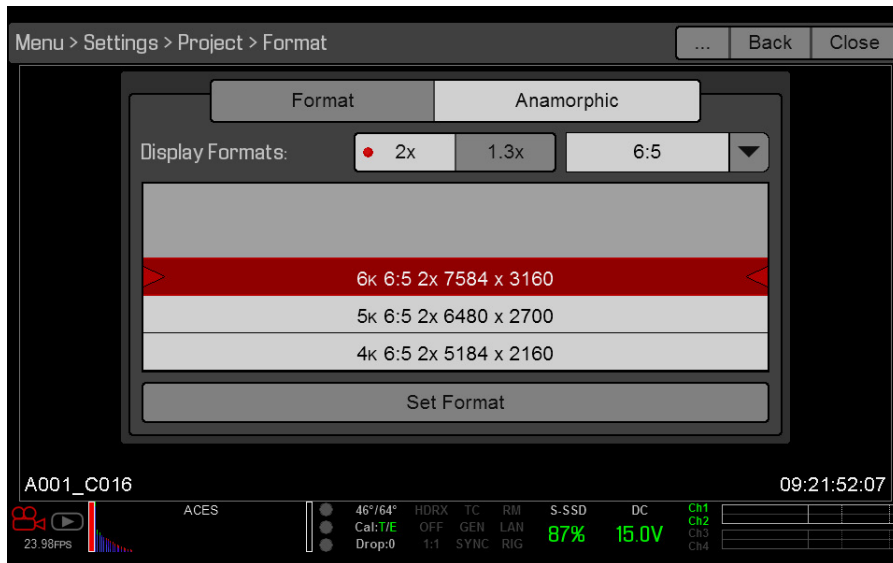 Menu > Settings > Project > Format
...
Back
Close
Format
Anamorphic
Display Formats:
2x
1.3x
6:5
6K 6:5 2x 7584 x 3160
5K 6:5 2x 6480 x 2700
4K 6:5 2x 5184 x 2160
Set Format
A001_C016
09:21:52:07
23.98FPS
ACES
46°/64° HDRX TC RM S-SSD DC Ch1
Cal:T/E OFF GEN LAN 87% 15.0V Ch2
Drop:0 1:1 SYNC RIG Ch3
Ch4